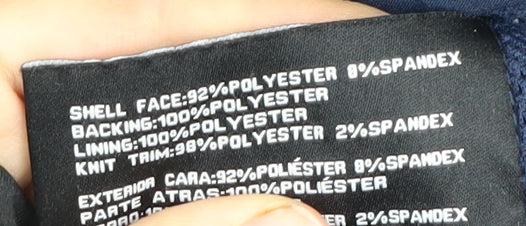 SHELL FACE:92%POLYESTER 8%SPANDEX
BACKING:100%POLYESTER
LINING:100%POLYESTER
KNIT TRIM:98%POLYESTER 2%SPANDEX
EXTERIOR CARA:92%POLIÉSTER 8%SPANDEX
PARTE ATRAS:100%POLIÉSTER
2%SPANDEX